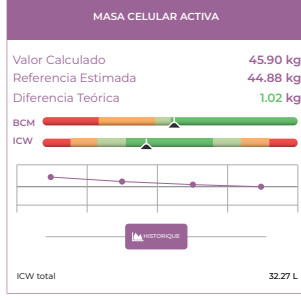 MASA CELULAR ACTIVA
Valor Calculado 45.90 kg
Referencia Estimada 44.88 kg
Diferencia Teórica 1.02 kg
BCM
ICW
HISTORIQUE
ICW total 32.27 L